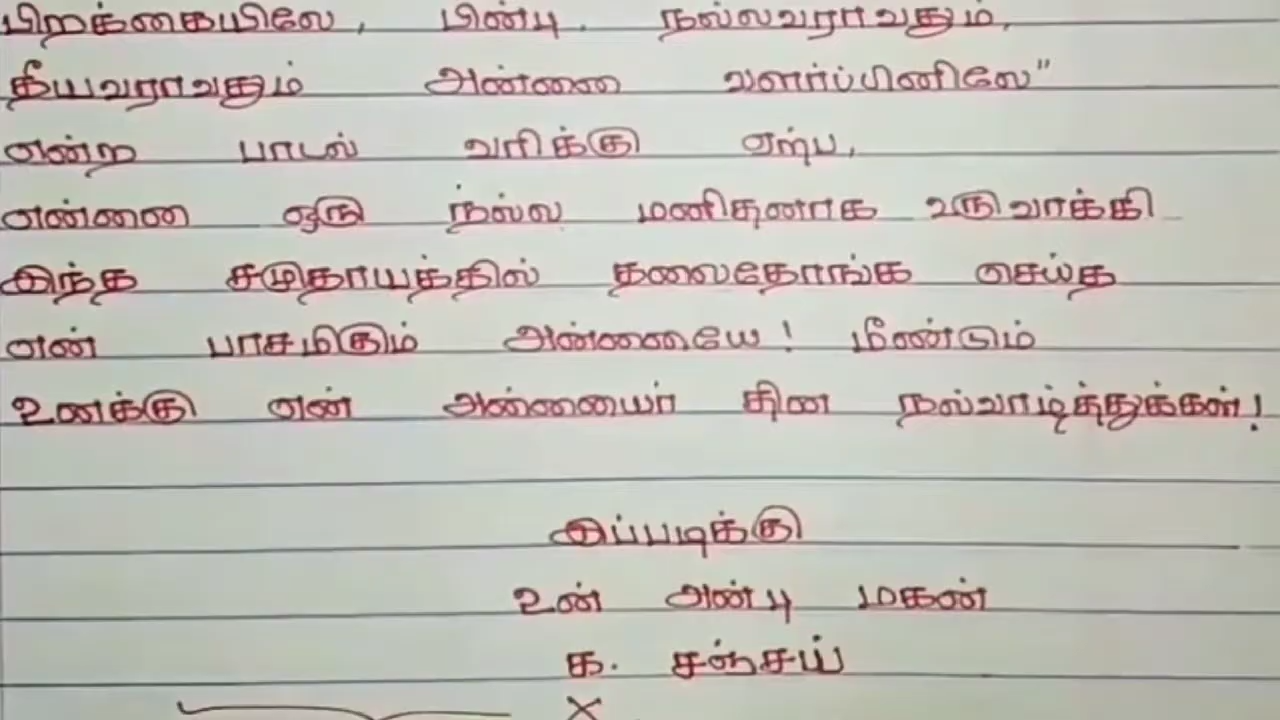 பிறக்கையிலே, பின்பு. நல்லவராவதும்,
தீயவராவதும் அன்னை வளர்ப்பினிலே"
என்ற பாடல் வரிக்கு ஏற்ப,
என்னை ஒரு நல்ல மனிதனாக உருவாக்கி
இந்த சமுதாயத்தில் தலைதோங்க செய்த
என் பாசமிகும் அன்னையே! மீண்டும்
உனக்கு என் அன்னையர் தின நல்வாழ்த்துக்கள்!
இப்படிக்கு
உன் அன்பு மகன்
க. சஞ்சய்